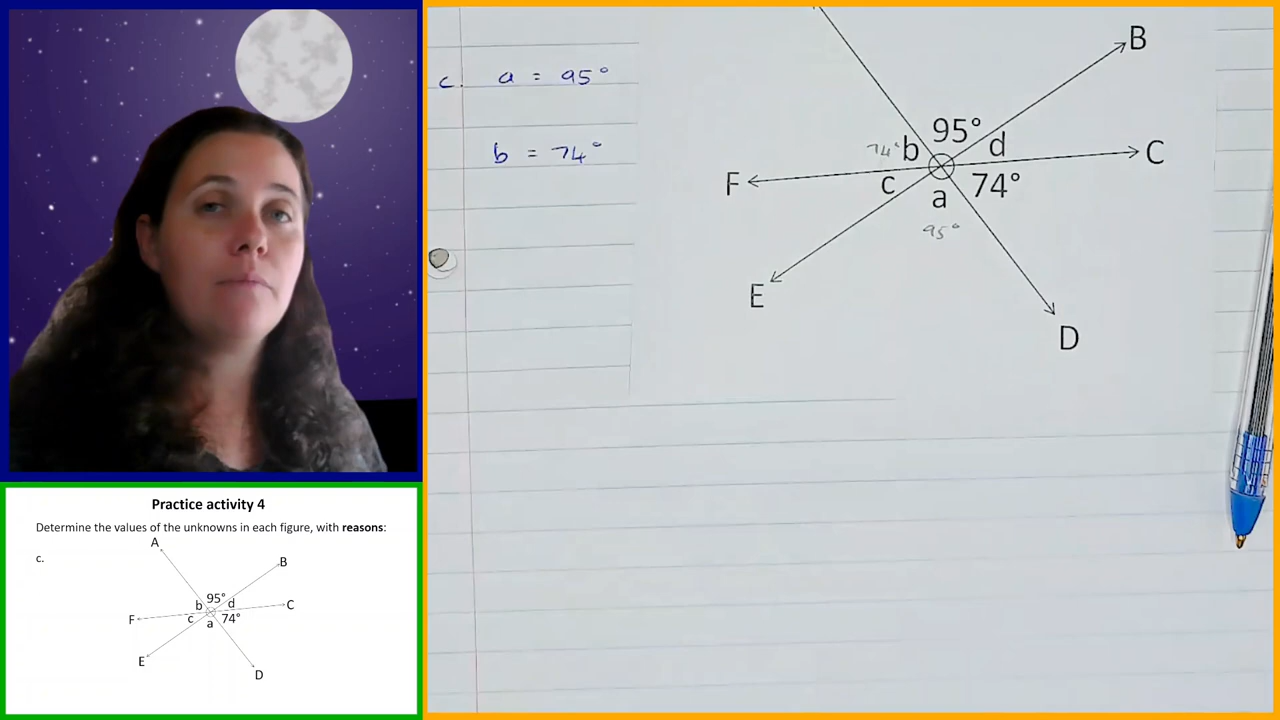 c. a = 95°
b = 74°
B
95°
74° b d
C
F
c 74°
a
95°
E
D
Practice activity 4
Determine the values of the unknowns in each figure, with reasons:
A
c.
B
95°
b d
C
F
c 74°
a
E
D